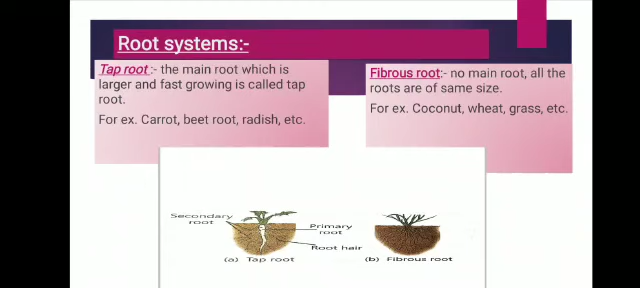 Root systems:-
Tap root :- the main root which is
larger and fast growing is called tap
root.
For ex. Carrot, beet root, radish, etc.
Fibrous root:- no main root, all the
roots are of same size.
For ex. Coconut, wheat, grass, etc.
Secondary
root
Primary
root
Root hair
(a) Tap root
(b) Fibrous root